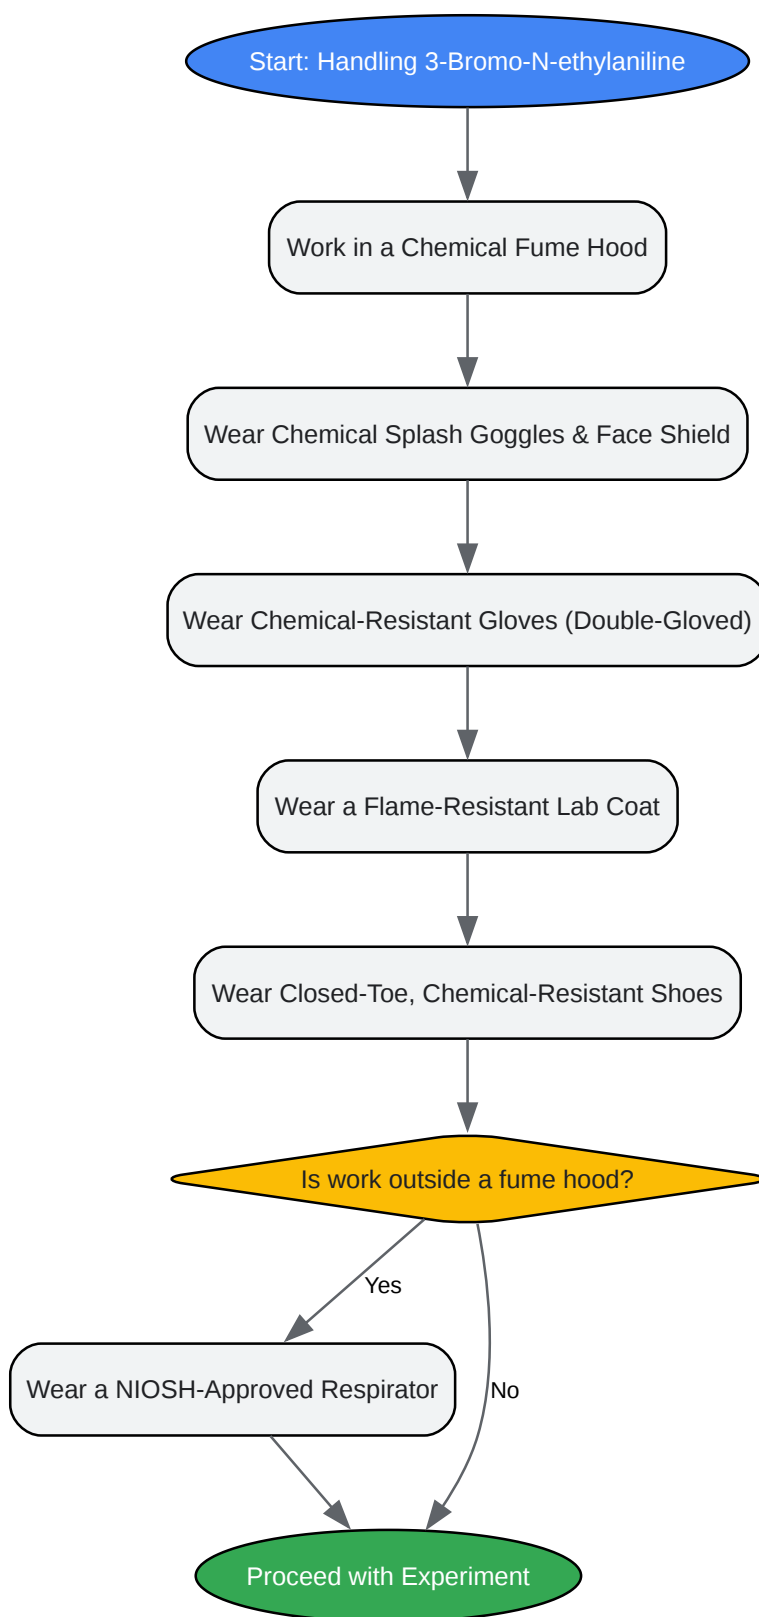 Start: Handling 3-Bromo-N-ethylaniline
Work in a Chemical Fume Hood
Wear Chemical Splash Goggles & Face Shield
Wear Chemical-Resistant Gloves (Double-Gloved)
Wear a Flame-Resistant Lab Coat
Wear Closed-Toe, Chemical-Resistant Shoes
Is work outside a fume hood?
Yes
Wear a NIOSH-Approved Respirator
No
Proceed with Experiment